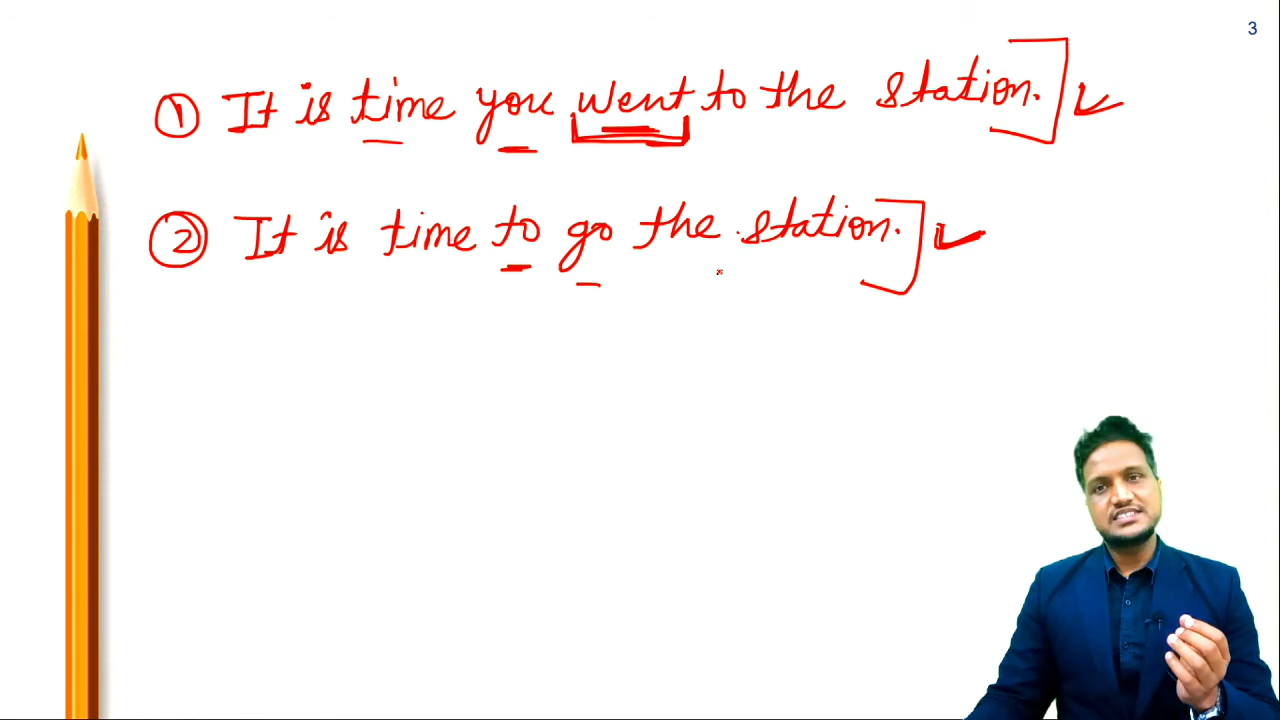 3
① It is time you went to the station.
② It is time to go the station.